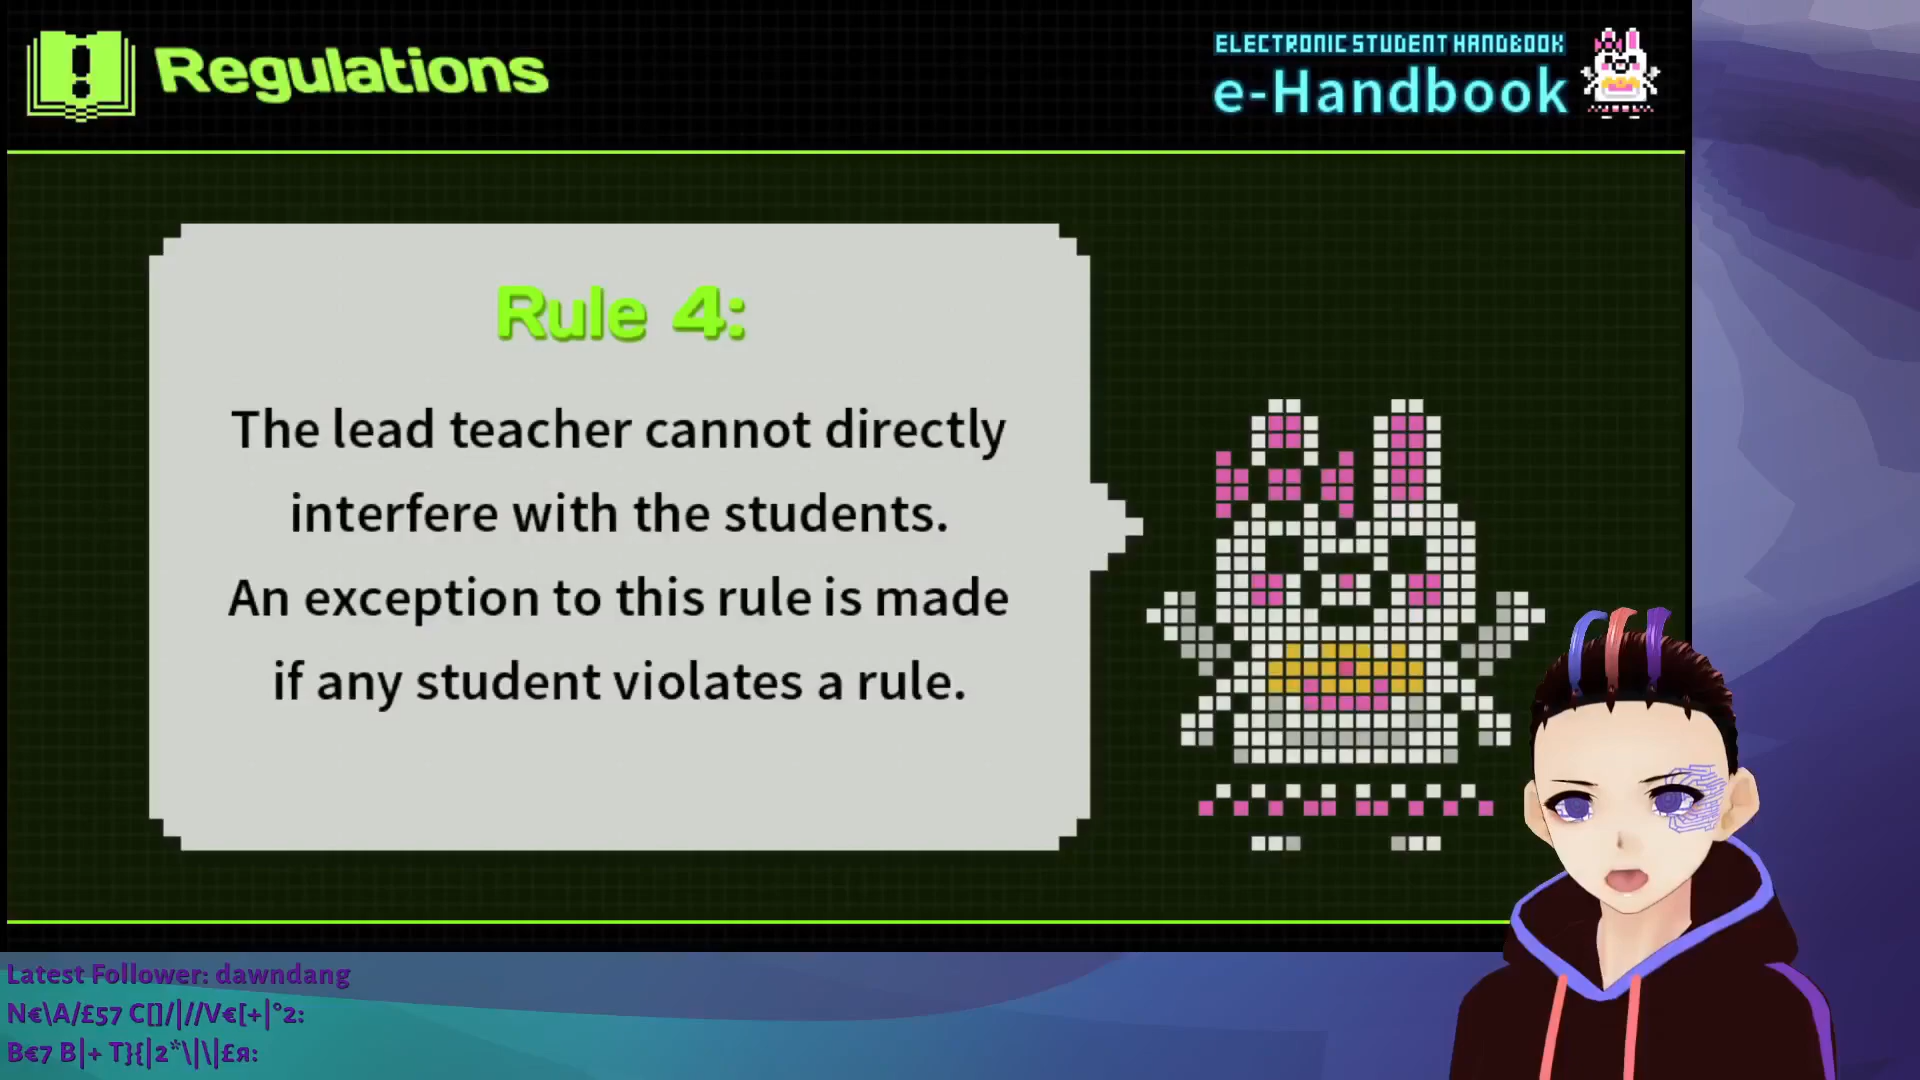 Regulations
ELECTRONIC STUDENT HANDBOOK
e-Handbook
Rule 4:
The lead teacher cannot directly
interfere with the students.
An exception to this rule is made
if any student violates a rule.
Latest Follower: dawndang
N€\A/£57 C[]/|//V€[+|°2:
B€7 B|+ T}{|2*\|\|£я: